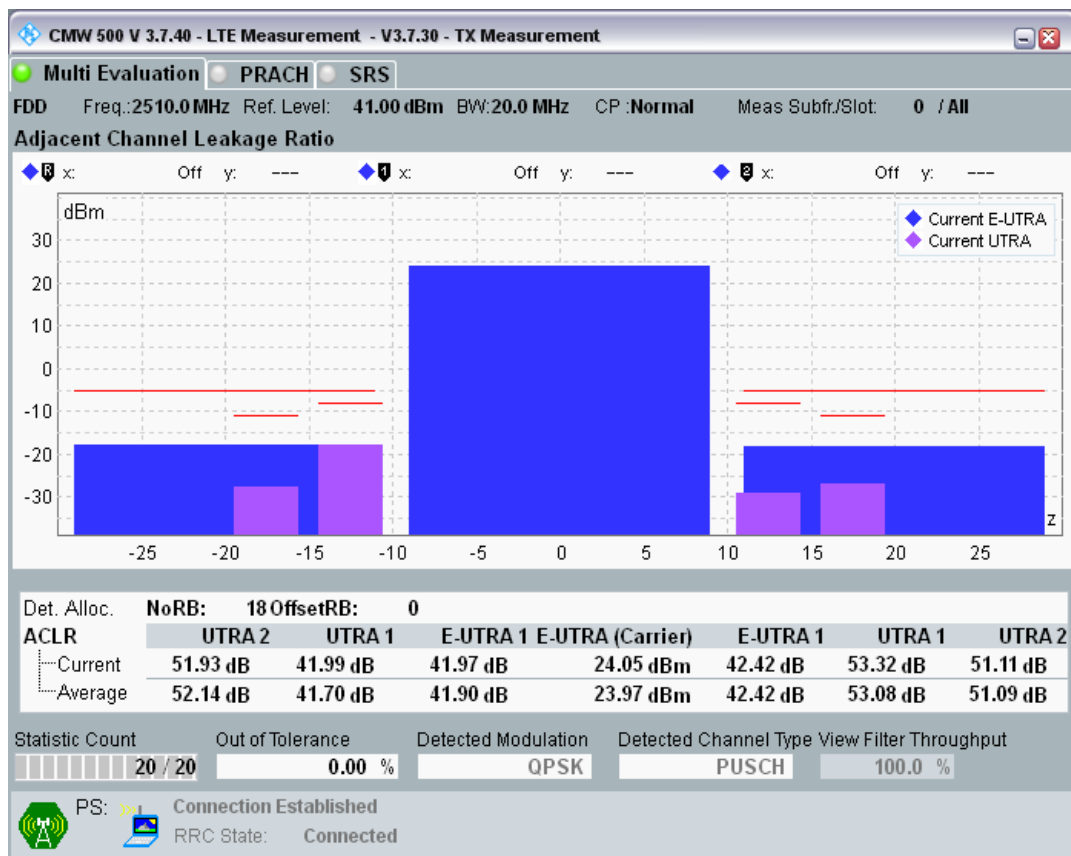 CMW 500 V 3.7.40 - LTE Measurement - V3.7.30 - TX Measurement
Multi Evaluation PRACH SRS
FDD Freq.:2510.0 MHz Ref. Level: 41.00 dBm BW:20.0 MHz CP :Normal Meas Subfr./Slot: 0 / All
Adjacent Channel Leakage Ratio
R x: Off y: --- 1 x: Off y: --- 2 x: Off y: ---
dBm
Current E-UTRA
Current UTRA
30
20
10
0
-10
-20
-30
z
-25 -20 -15 -10 -5 0 5 10 15 20 25
Det. Alloc. NoRB: 18 OffsetRB: 0
ACLR UTRA 2 UTRA 1 E-UTRA 1 E-UTRA (Carrier) E-UTRA 1 UTRA 1 UTRA 2
Current 51.93 dB 41.99 dB 41.97 dB 24.05 dBm 42.42 dB 53.32 dB 51.11 dB
Average 52.14 dB 41.70 dB 41.90 dB 23.97 dBm 42.42 dB 53.08 dB 51.09 dB
Statistic Count Out of Tolerance Detected Modulation Detected Channel Type View Filter Throughput
20 / 20 0.00 % QPSK PUSCH 100.0 %
PS: Connection Established
RRC State: Connected